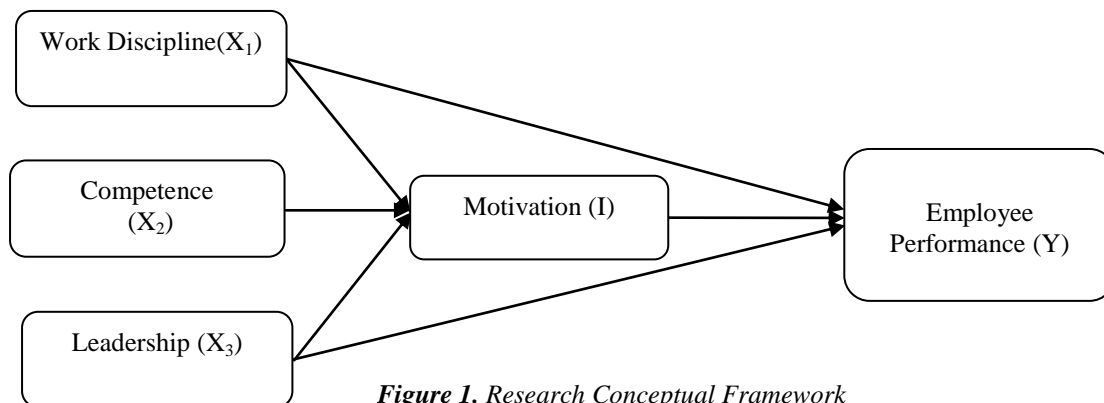 Work Discipline(X₁)
Competence
(X₂)
Motivation (I)
Employee
Performance (Y)
Leadership (X₃)
Figure 1. Research Conceptual Framework